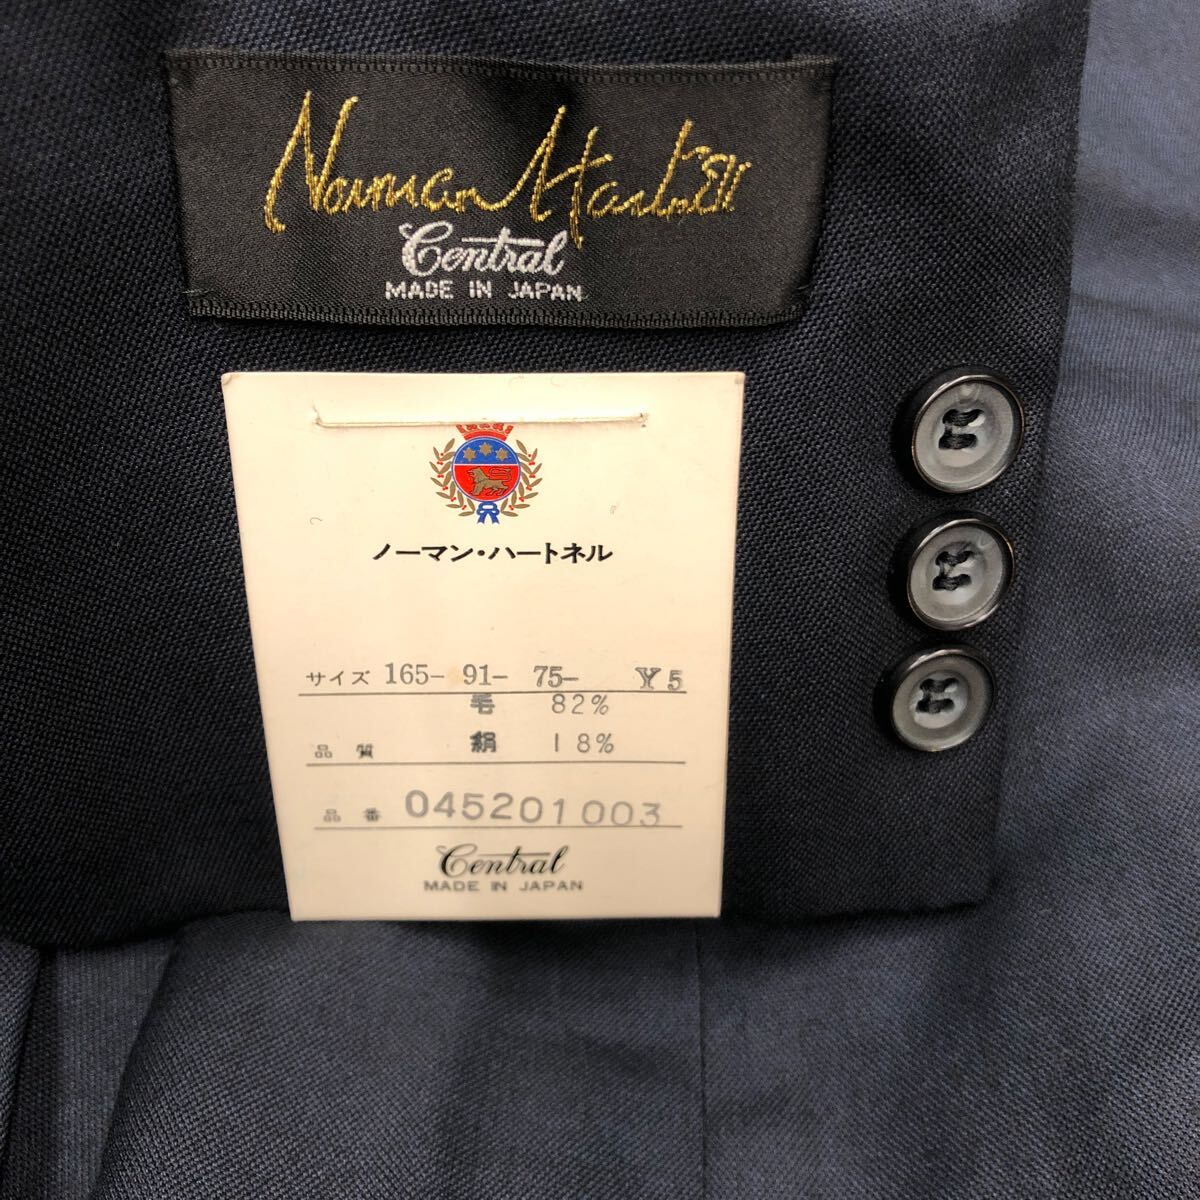 Norman Hartnell
Central
MADE IN JAPAN
ノーマン・ハートネル
サイズ 165- 91- 75- Y5
毛 82%
品質 絹 18%
品番 045201003
Central
MADE IN JAPAN